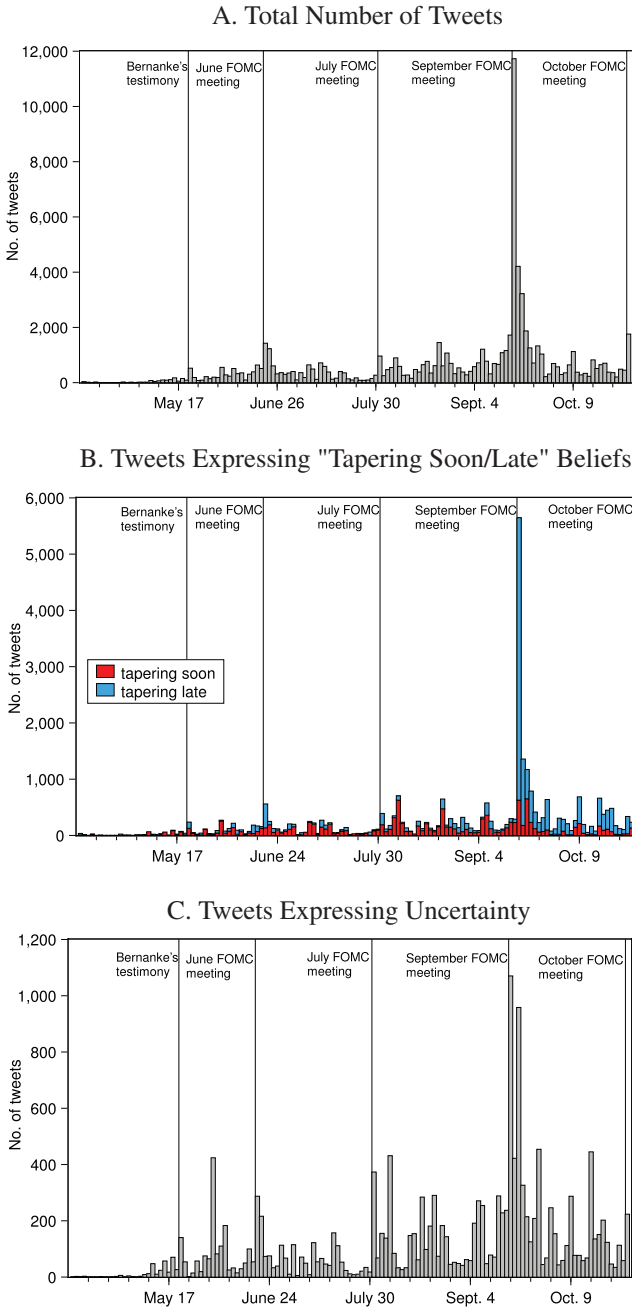 A. Total Number of Tweets
12,000
10,000
8,000
6,000
4,000
2,000
0
No. of tweets
Bernanke's
testimony
June FOMC
meeting
July FOMC
meeting
September FOMC
meeting
October FOMC
meeting
May 17
June 26
July 30
Sept. 4
Oct. 9
B. Tweets Expressing "Tapering Soon/Late" Beliefs
6,000
5,000
4,000
3,000
2,000
1,000
0
No. of tweets
Bernanke's
testimony
June FOMC
meeting
July FOMC
meeting
September FOMC
meeting
October FOMC
meeting
tapering soon
tapering late
May 17
June 24
July 30
Sept. 4
Oct. 9
C. Tweets Expressing Uncertainty
1,200
1,000
800
600
400
200
0
No. of tweets
Bernanke's
testimony
June FOMC
meeting
July FOMC
meeting
September FOMC
meeting
October FOMC
meeting
May 17
June 24
July 30
Sept. 4
Oct. 9